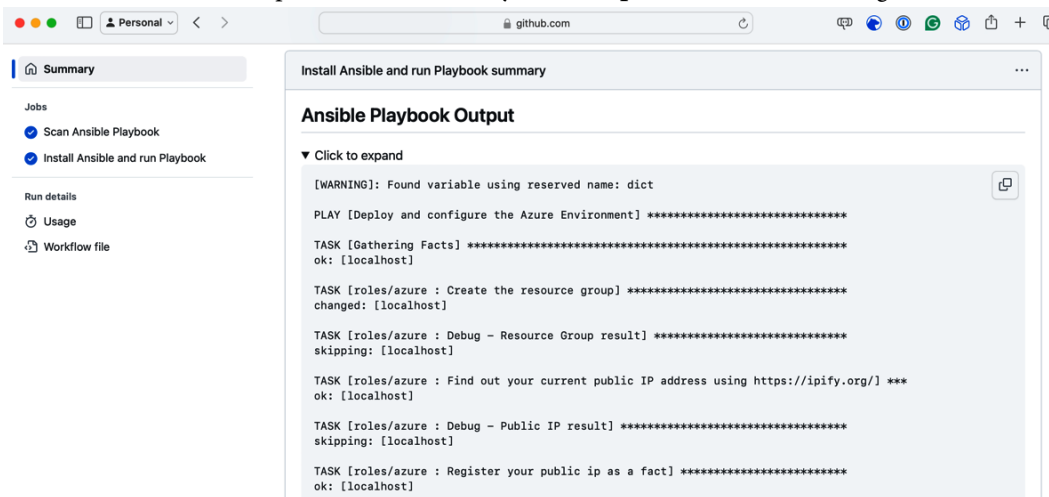 Personal
github.com
Summary
Jobs
Scan Ansible Playbook
Install Ansible and run Playbook
Run details
Usage
Workflow file
Install Ansible and run Playbook summary
...
Ansible Playbook Output
Click to expand
[WARNING]: Found variable using reserved name: dict
PLAY [Deploy and configure the Azure Environment] ******************************
TASK [Gathering Facts] *********************************************************
ok: [localhost]
TASK [roles/azure : Create the resource group] *********************************
changed: [localhost]
TASK [roles/azure : Debug – Resource Group result] *****************************
skipping: [localhost]
TASK [roles/azure : Find out your current public IP address using https://ipify.org/] ***
ok: [localhost]
TASK [roles/azure : Debug – Public IP result] **********************************
skipping: [localhost]
TASK [roles/azure : Register your public ip as a fact] *************************
ok: [localhost]